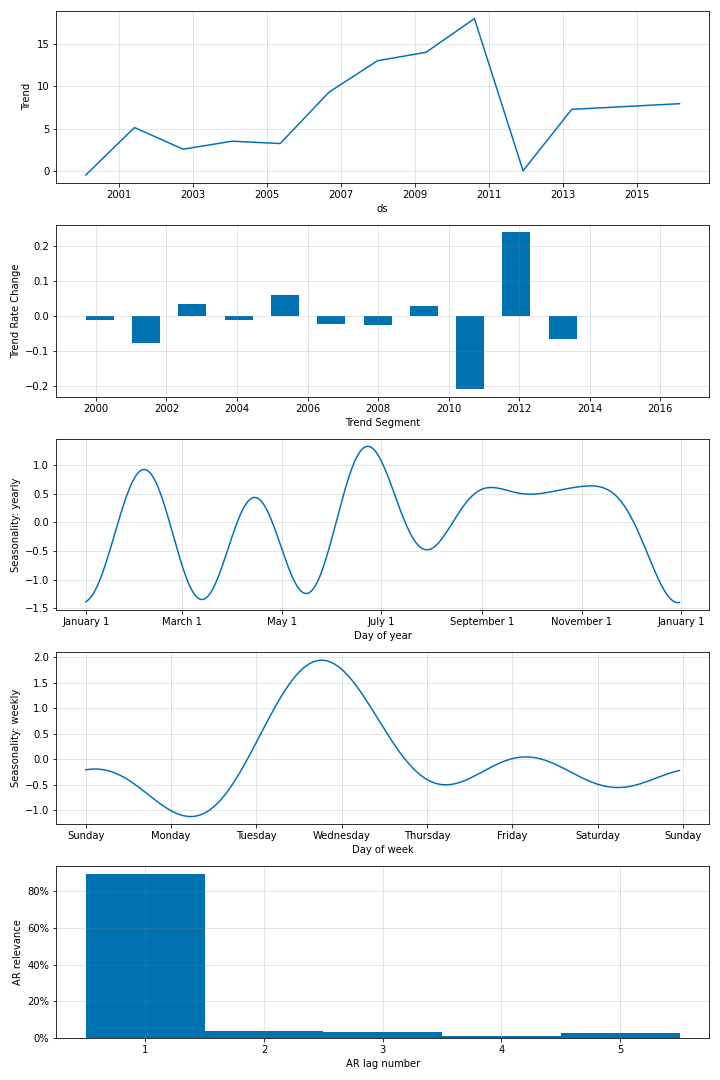 Trend
15
10
5
0
2001 2003 2005 2007 2009 2011 2013 2015
ds
Trend Rate Change
0.2
0.1
0.0
−0.1
−0.2
2000 2002 2004 2006 2008 2010 2012 2014 2016
Trend Segment
Seasonality: yearly
1.0
0.5
0.0
−0.5
−1.0
−1.5
January 1 March 1 May 1 July 1 September 1 November 1 January 1
Day of year
Seasonality: weekly
2.0
1.5
1.0
0.5
0.0
−0.5
−1.0
Sunday Monday Tuesday Wednesday Thursday Friday Saturday Sunday
Day of week
AR relevance
80%
60%
40%
20%
0%
1 2 3 4 5
AR lag number